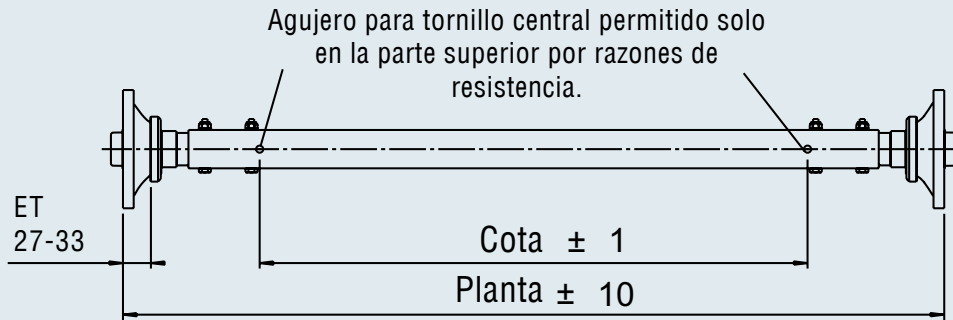 Agujero para tornillo central permitido solo
en la parte superior por razones de
resistencia.
ET
27-33
Cota ± 1
Planta ± 10